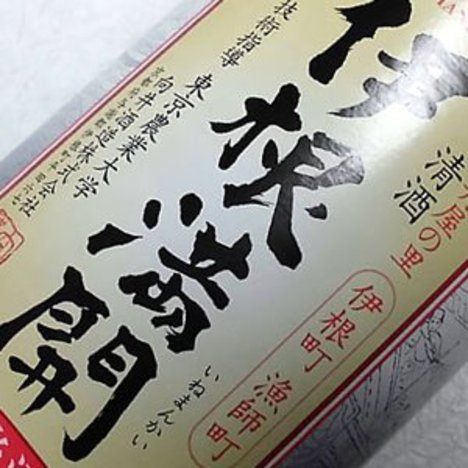 屋の里
清酒
伊根町 漁師町
伊根満開
いねまんかい
技術指導
東京農業大学
向井酒造株式会社